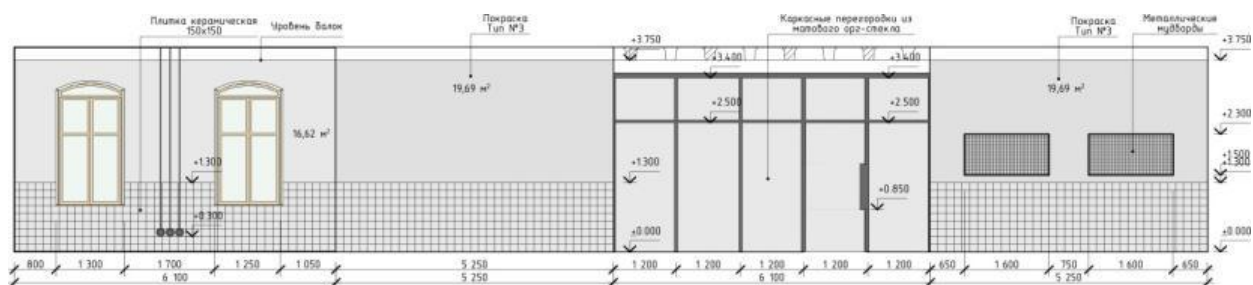 Плитка керамическая
150х150
Уровень балок
Покраска
Тип №3
Каркасные перегородки из
матового орг-стекла
Покраска
Тип №3
Металлические
мудборды
+3.750
+3.750
+3.400
+3.400
19,69 м²
19,69 м²
+2.500
+2.500
+2.300
16,62 м²
+1.300
+1.300
+1.500
+1.300
+0.850
+0.300
±0.000
±0.000
800
1 300
1 700
1 250
1 050
5 250
1 200
1 200
1 200
1 200
1 200
650
1 600
750
1 600
650
6 100
5 250
6 100
5 250